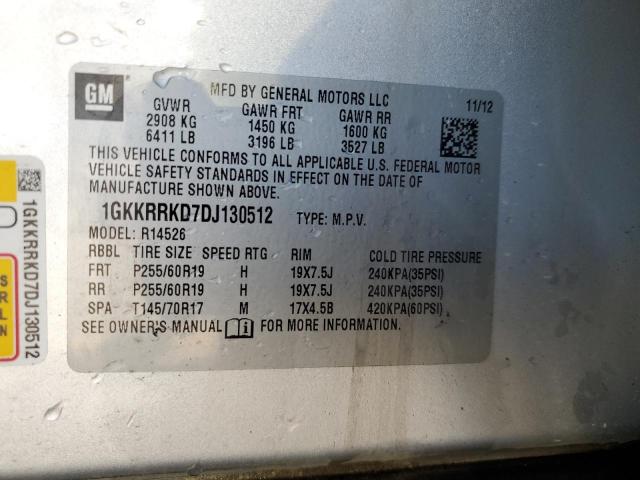 GM
MFD BY GENERAL MOTORS LLC
11/12
GVWR GAWR FRT GAWR RR
2908 KG 1450 KG 1600 KG
6411 LB 3196 LB 3527 LB
THIS VEHICLE CONFORMS TO ALL APPLICABLE U.S. FEDERAL MOTOR
VEHICLE SAFETY STANDARDS IN EFFECT ON THE DATE OF
MANUFACTURE SHOWN ABOVE.
1GKKRRKD7DJ130512 TYPE: M.P.V.
MODEL: R14526
RBBL TIRE SIZE SPEED RTG RIM COLD TIRE PRESSURE
FRT P255/60R19 H 19X7.5J 240KPA(35PSI)
RR P255/60R19 H 19X7.5J 240KPA(35PSI)
SPA T145/70R17 M 17X4.5B 420KPA(60PSI)
SEE OWNER'S MANUAL i FOR MORE INFORMATION.
1GKKRRKD7DJ130512
S
R
L
N